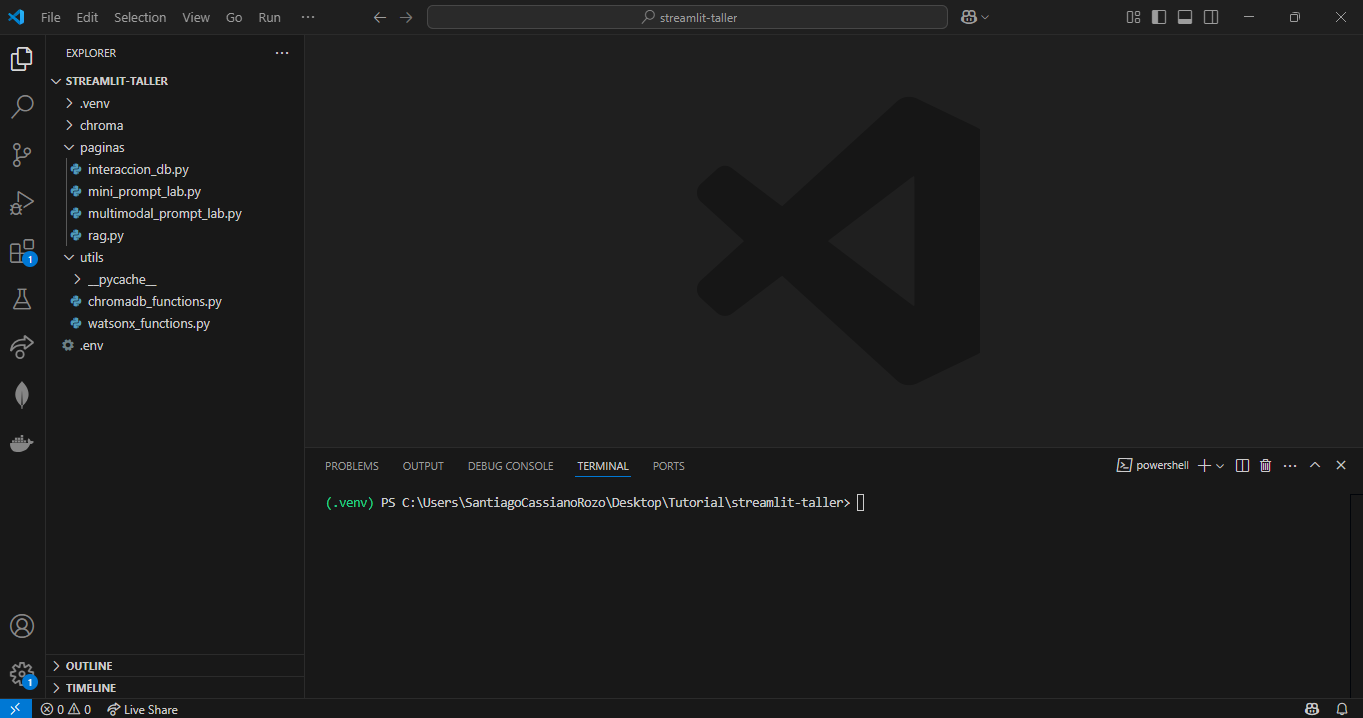 File Edit Selection View Go Run ···
streamlit-taller
EXPLORER
STREAMLIT-TALLER
.venv
chroma
paginas
interaccion_db.py
mini_prompt_lab.py
multimodal_prompt_lab.py
rag.py
utils
__pycache__
chromadb_functions.py
watsonx_functions.py
.env
1
PROBLEMS OUTPUT DEBUG CONSOLE TERMINAL PORTS
powershell
(.venv) PS C:\Users\SantiagoCassianoRozo\Desktop\Tutorial\streamlit-taller>
OUTLINE
TIMELINE
1
0 0 Live Share